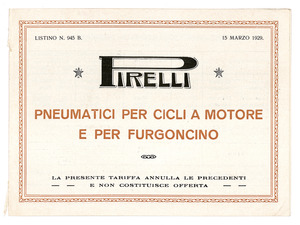 LISTINO N. 945 B.
15 MARZO 1929.
PIRELLI
PNEUMATICI PER CICLI A MOTORE
E PER FURGONCINO
LA PRESENTE TARIFFA ANNULLA LE PRECEDENTI
— — E NON COSTITUISCE OFFERTA — —